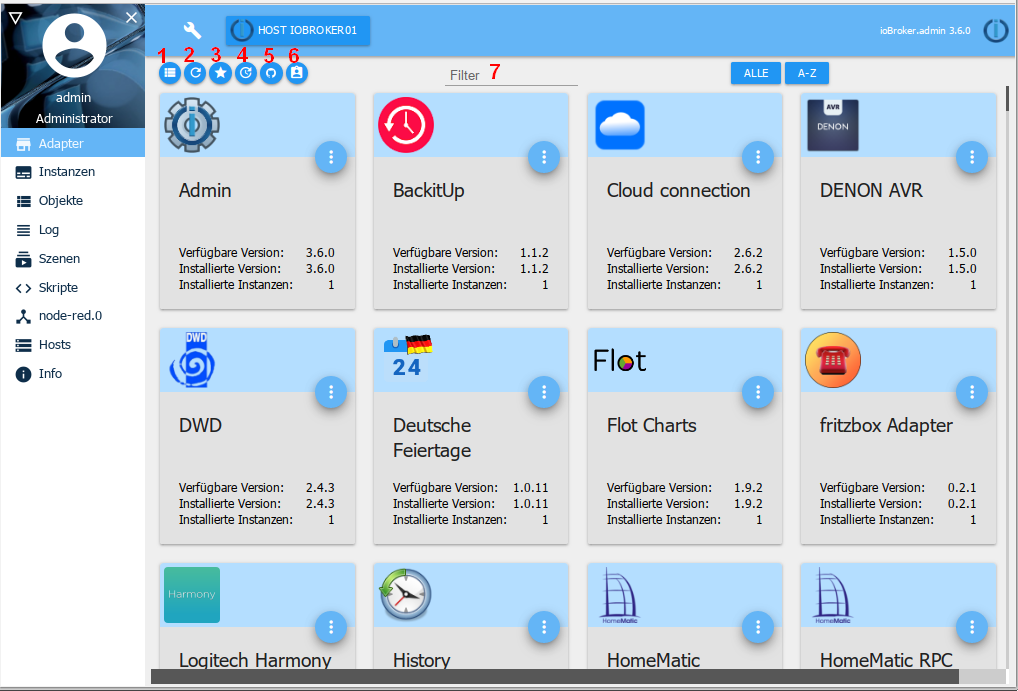 HOST IOBROKER01
ioBroker.admin 3.6.0
1 2 3 4 5 6
Filter 7
ALLE
A-Z
admin
Administrator
Adapter
Instanzen
Objekte
Log
Szenen
Skripte
node-red.0
Hosts
Info
Admin
Verfügbare Version: 3.6.0
Installierte Version: 3.6.0
Installierte Instanzen: 1
BackitUp
Verfügbare Version: 1.1.2
Installierte Version: 1.1.2
Installierte Instanzen: 1
Cloud connection
Verfügbare Version: 2.6.2
Installierte Version: 2.6.2
Installierte Instanzen: 1
AVR
DENON
DENON AVR
Verfügbare Version: 1.5.0
Installierte Version: 1.5.0
Installierte Instanzen: 1
DWD
DWD
Verfügbare Version: 2.4.3
Installierte Version: 2.4.3
Installierte Instanzen: 1
24
Deutsche
Feiertage
Verfügbare Version: 1.0.11
Installierte Version: 1.0.11
Installierte Instanzen: 1
Flot
Flot Charts
Verfügbare Version: 1.9.2
Installierte Version: 1.9.2
Installierte Instanzen: 1
fritzbox Adapter
Verfügbare Version: 0.2.1
Installierte Version: 0.2.1
Installierte Instanzen: 1
Harmony
Logitech Harmony
History
HomeMatic
HomeMatic
HomeMatic
HomeMatic RPC